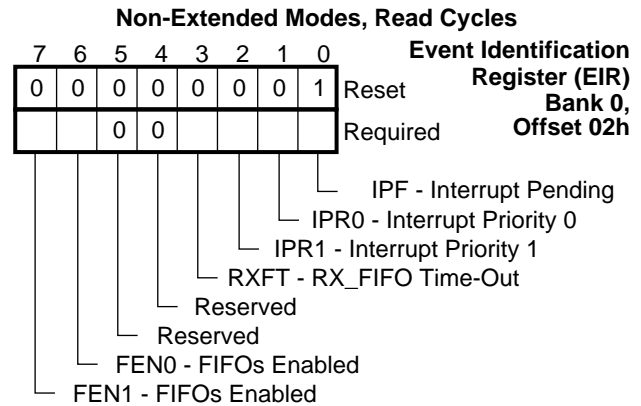 Non-Extended Modes, Read Cycles
7 6 5 4 3 2 1 0
Event Identification
Register (EIR)
Bank 0,
Offset 02h
0 0 0 0 0 0 0 1 Reset
0 0 Required
IPF - Interrupt Pending
IPR0 - Interrupt Priority 0
IPR1 - Interrupt Priority 1
RXFT - RX_FIFO Time-Out
Reserved
Reserved
FEN0 - FIFOs Enabled
FEN1 - FIFOs Enabled